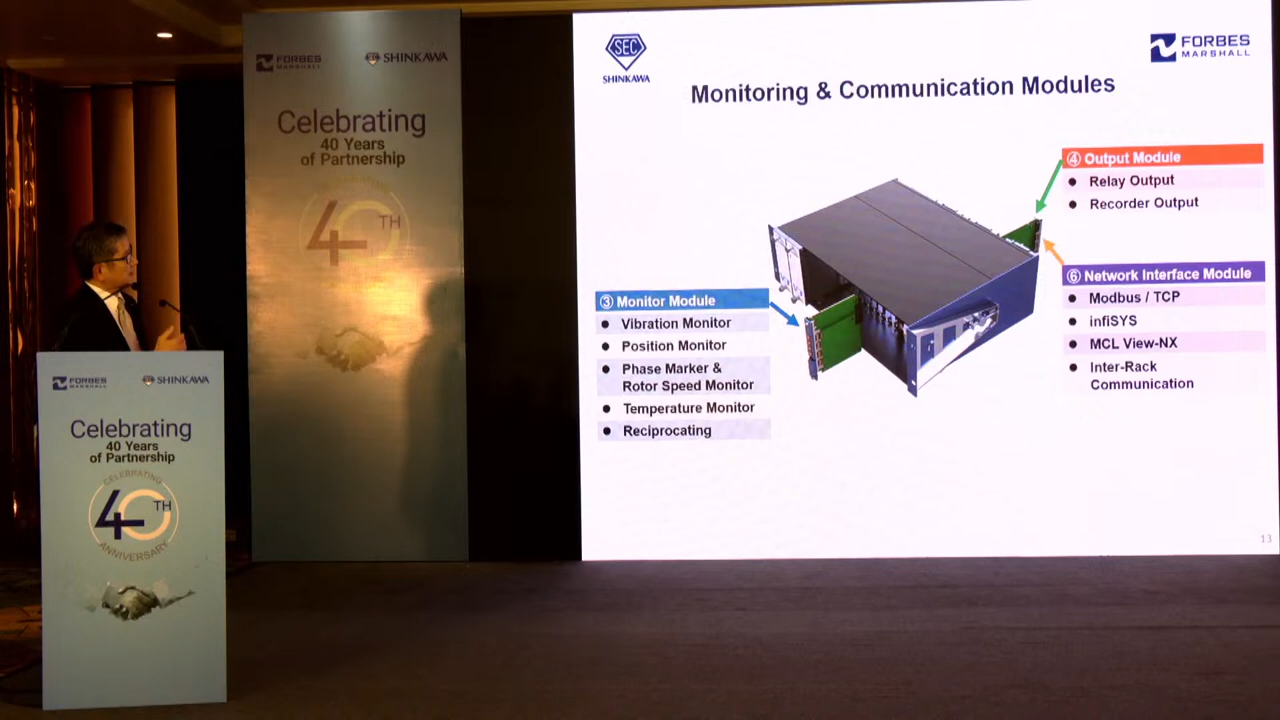 FORBES
MARSHALL
SHINKAWA
Celebrating
40 Years
of Partnership
CELEBRATING
40TH
FORBES
MARSHALL
SHINKAWA
Celebrating
40 Years
of Partnership
CELEBRATING
40TH
ANNIVERSARY
SEC
SHINKAWA
FORBES
MARSHALL
Monitoring & Communication Modules
④ Output Module
● Relay Output
● Recorder Output
③ Monitor Module
● Vibration Monitor
● Position Monitor
● Phase Marker &
Rotor Speed Monitor
● Temperature Monitor
● Reciprocating
⑥ Network Interface Module
● Modbus / TCP
● infiSYS
● MCL View-NX
● Inter-Rack
Communication
13